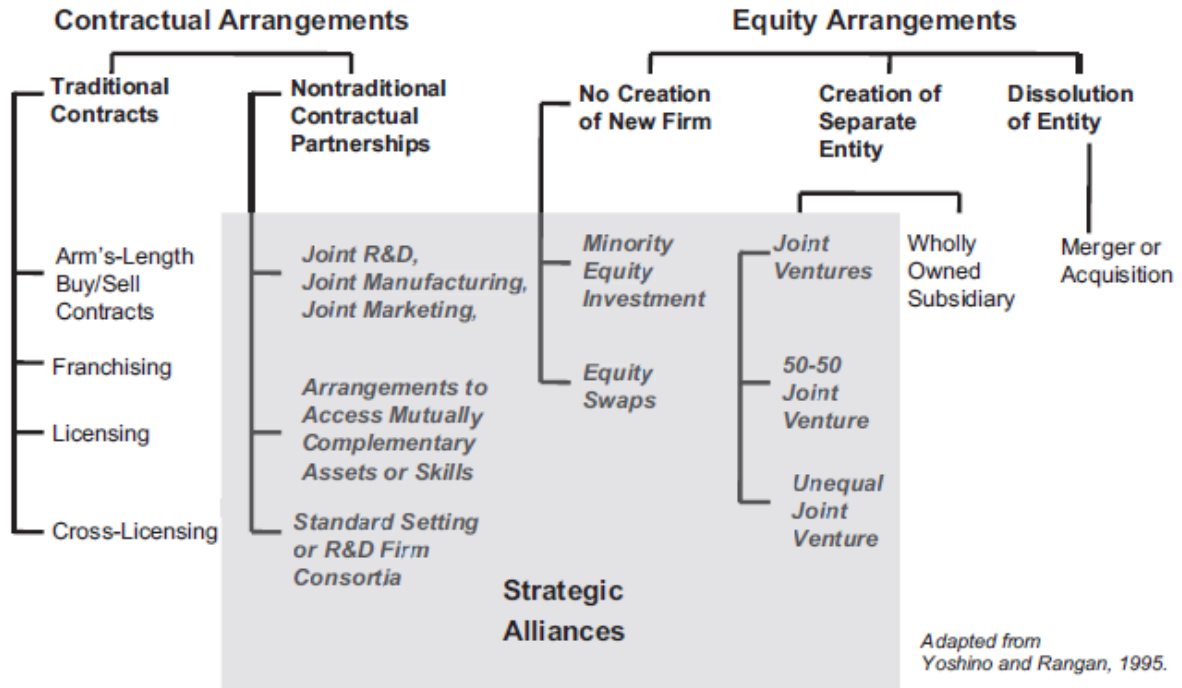 Contractual Arrangements
Equity Arrangements
Traditional
Contracts
Nontraditional
Contractual
Partnerships
No Creation
of New Firm
Creation of
Separate
Entity
Dissolution
of Entity
Arm's-Length
Buy/Sell
Contracts
Franchising
Licensing
Cross-Licensing
Joint R&D,
Joint Manufacturing,
Joint Marketing,
Arrangements to
Access Mutually
Complementary
Assets or Skills
Standard Setting
or R&D Firm
Consortia
Minority
Equity
Investment
Equity
Swaps
Joint
Ventures
50-50
Joint
Venture
Unequal
Joint
Venture
Wholly
Owned
Subsidiary
Merger or
Acquisition
Strategic
Alliances
Adapted from
Yoshino and Rangan, 1995.